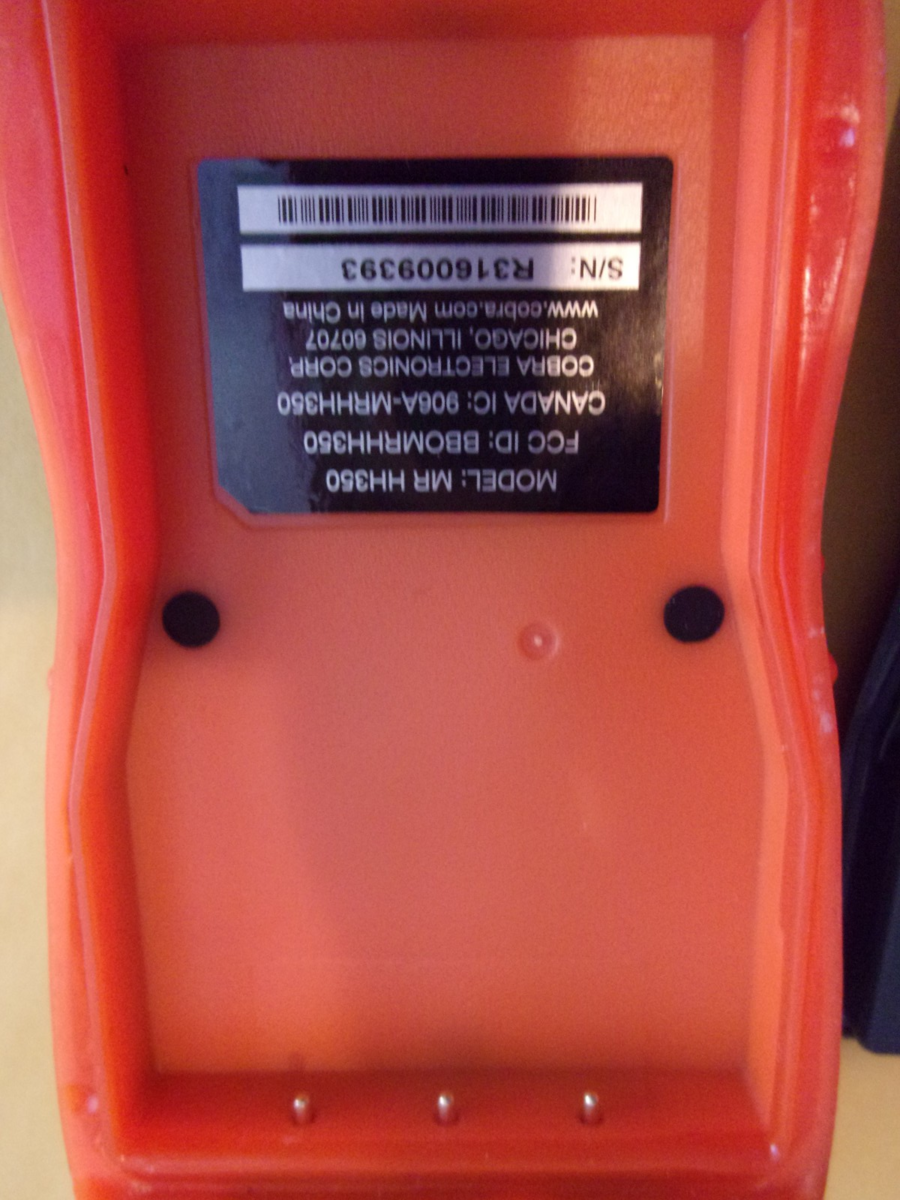 MODEL: MR HH350
FCC ID: BBOMRHH350
CANADA IC: 906A-MRHH350
COBRA ELECTRONICS CORP.
CHICAGO, ILLINOIS 60707
www.cobra.com Made in China
S/N: R316009393